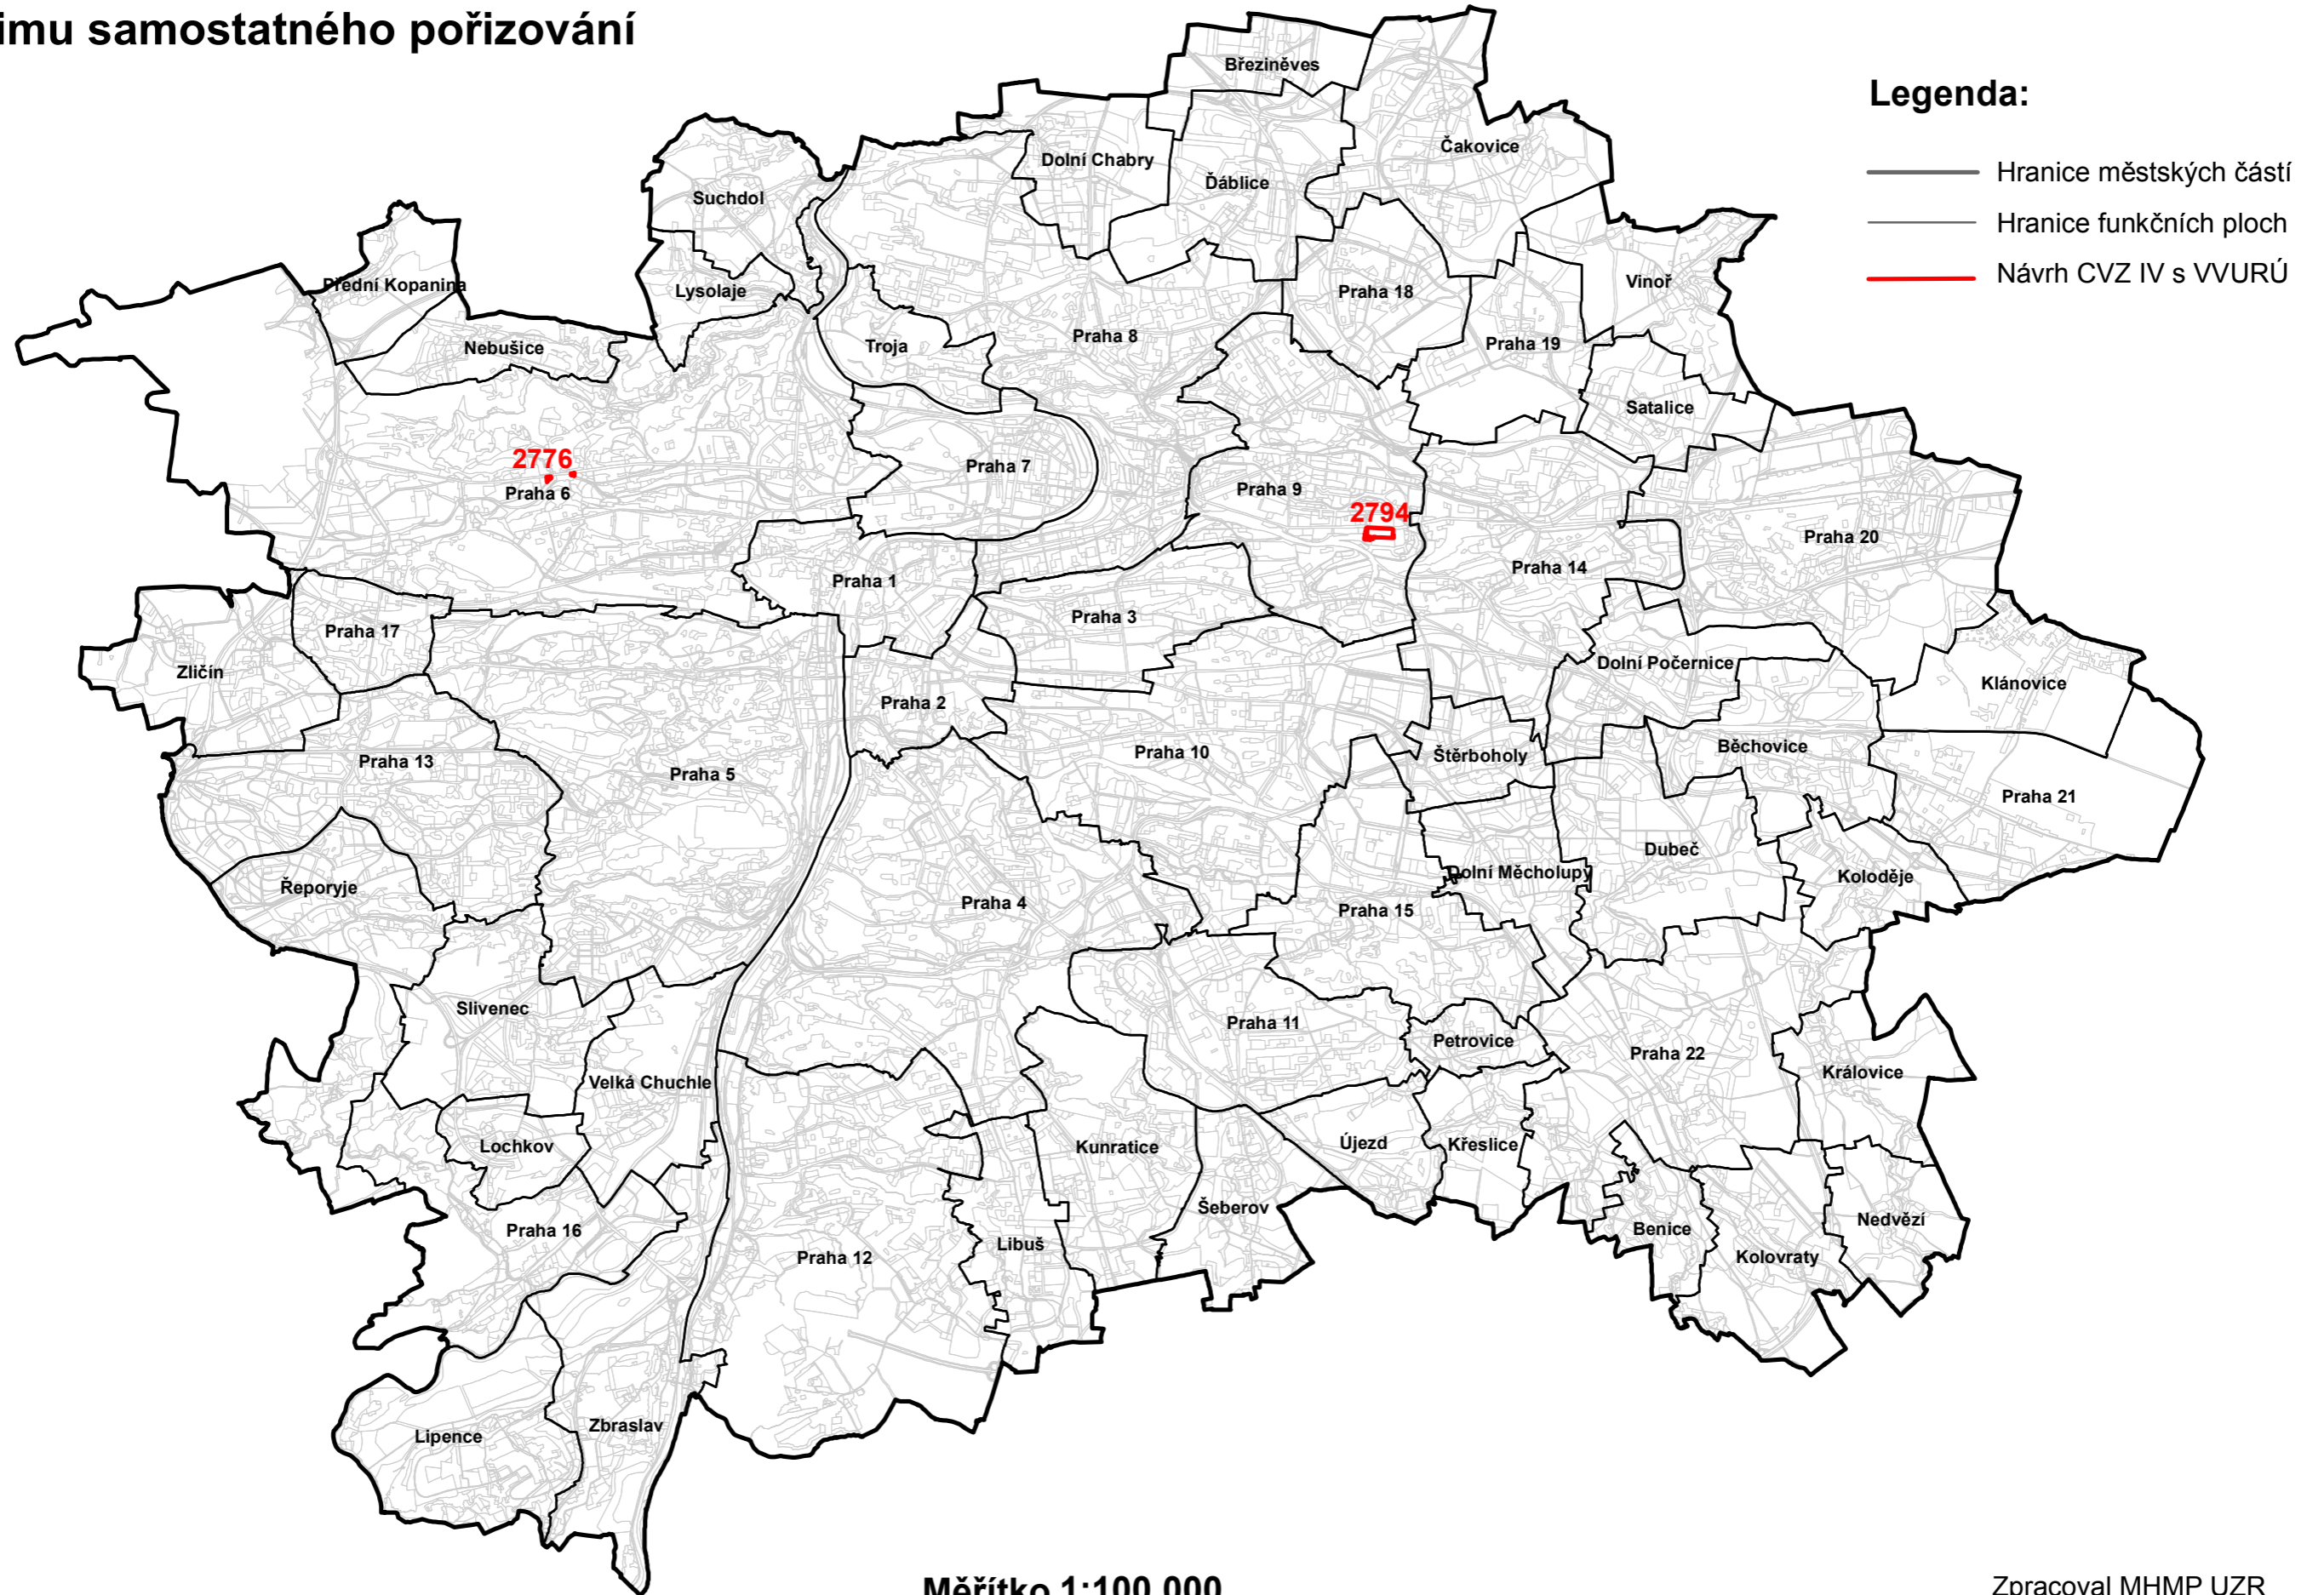 imu samostatného pořizování
Legenda:
Hranice městských částí
Hranice funkčních ploch
Návrh CVZ IV s VVURÚ
Březiněves
Čakovice
Dolní Chabry
Ďáblice
Suchdol
Přední Kopanina
Lysolaje
Praha 18
Vinoř
Nebušice
Troja
Praha 8
Praha 19
Satalice
2776
Praha 6
Praha 7
Praha 9
2794
Praha 20
Praha 14
Praha 1
Praha 3
Praha 17
Zličín
Dolní Počernice
Klánovice
Praha 2
Praha 13
Praha 5
Praha 10
Štěrboholy
Běchovice
Praha 21
Řeporyje
Praha 4
Dolní Měcholupy
Dubeč
Koloděje
Praha 15
Slivenec
Praha 11
Petrovice
Praha 22
Královice
Velká Chuchle
Lochkov
Kunratice
Újezd
Křeslice
Šeberov
Praha 16
Praha 12
Libuš
Benice
Kolovraty
Nedvězí
Lipence
Zbraslav
Měřítko 1:100 000
Zpracoval MHMP UZR